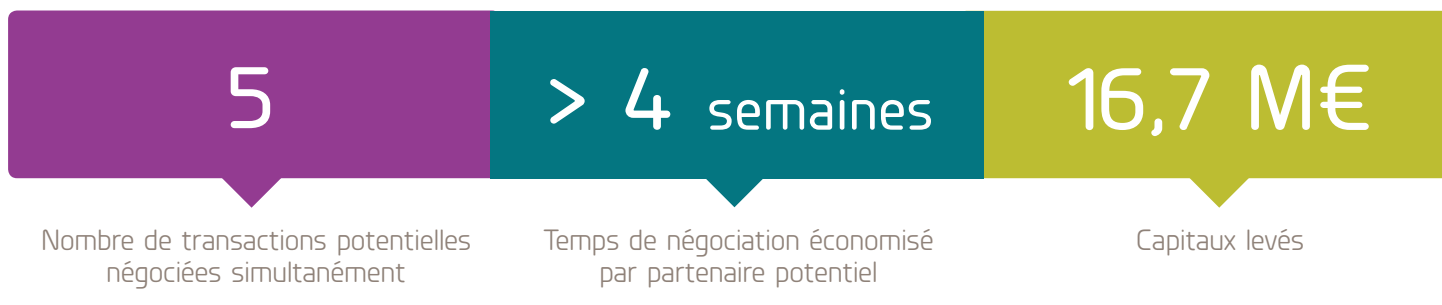 5
> 4 semaines
16,7 M€
Nombre de transactions potentielles
négociées simultanément
Temps de négociation économisé
par partenaire potentiel
Capitaux levés